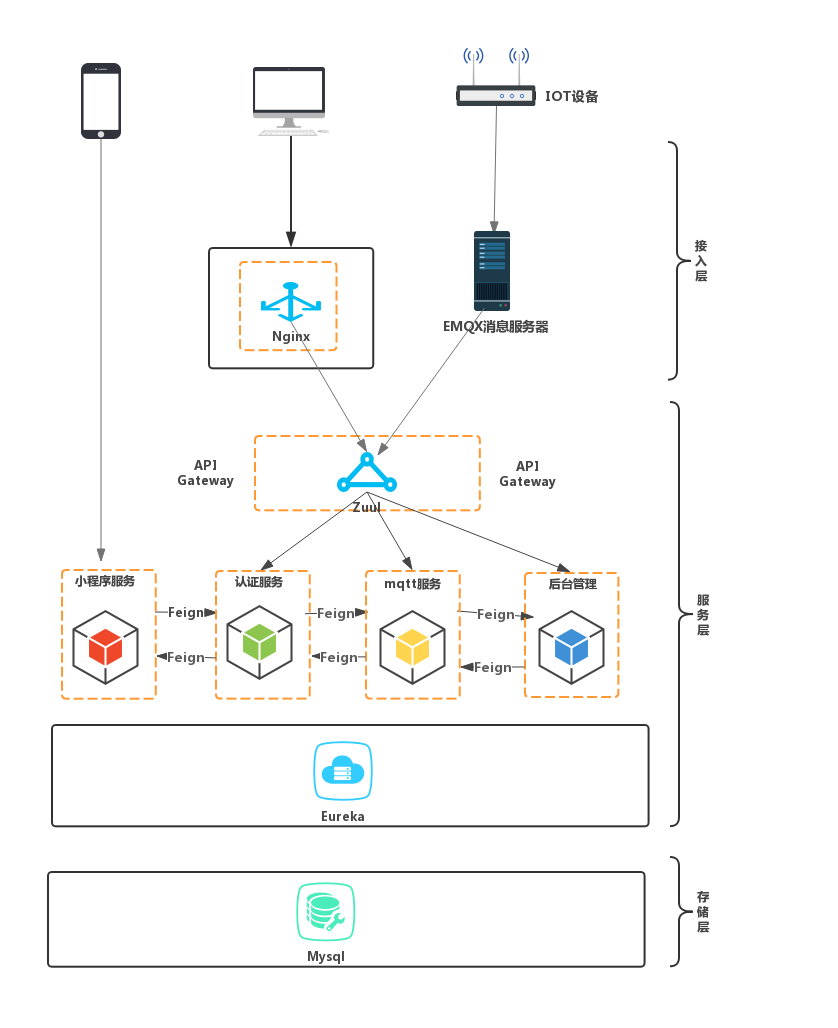 IOT设备
接
入
层
Nginx
EMQX消息服务器
API
Gateway
API
Gateway
Zuul
小程序服务
认证服务
mqtt服务
后台管理
Feign
Feign
Feign
Feign
Feign
Feign
服
务
层
Eureka
存
储
层
Mysql